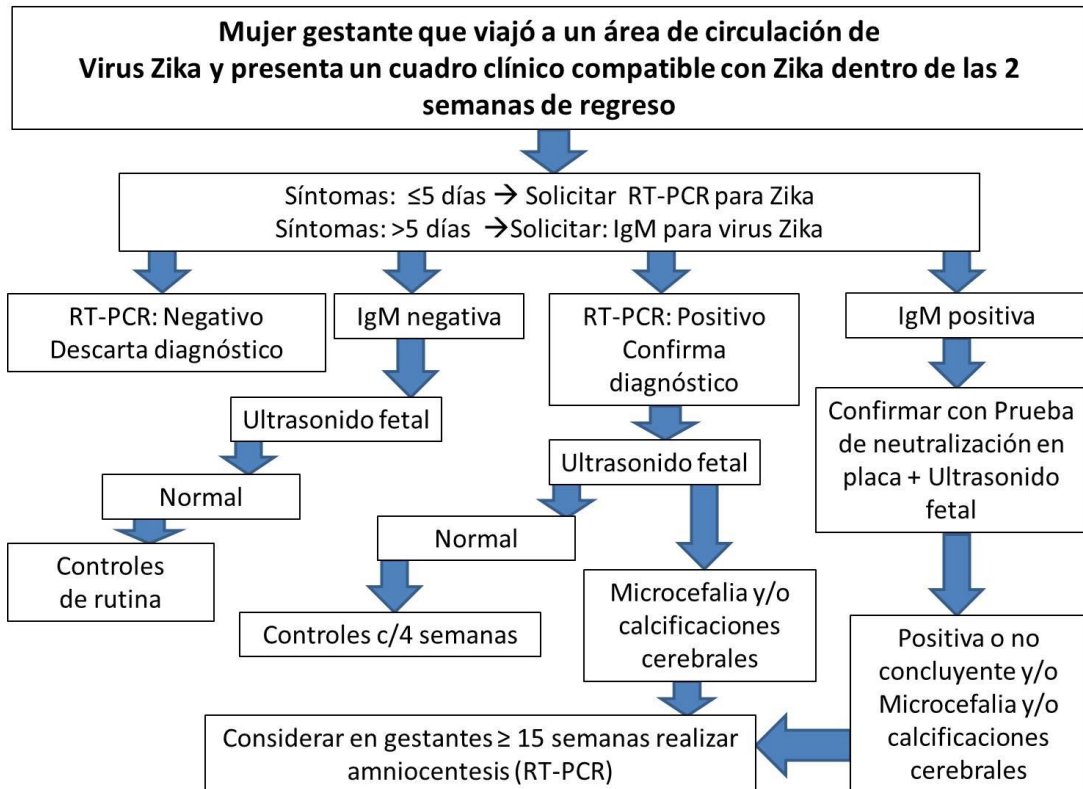 Mujer gestante que viajó a un área de circulación de
Virus Zika y presenta un cuadro clínico compatible con Zika dentro de las 2
semanas de regreso
Síntomas: ≤5 días → Solicitar RT-PCR para Zika
Síntomas: >5 días →Solicitar: IgM para virus Zika
RT-PCR: Negativo
Descarta diagnóstico
IgM negativa
RT-PCR: Positivo
Confirma
diagnóstico
IgM positiva
Ultrasonido fetal
Confirmar con Prueba
de neutralización en
placa + Ultrasonido
fetal
Ultrasonido fetal
Normal
Normal
Controles
de rutina
Controles c/4 semanas
Microcefalia y/o
calcificaciones
cerebrales
Positiva o no
concluyente y/o
Microcefalia y/o
calcificaciones
cerebrales
Considerar en gestantes ≥ 15 semanas realizar
amniocentesis (RT-PCR)